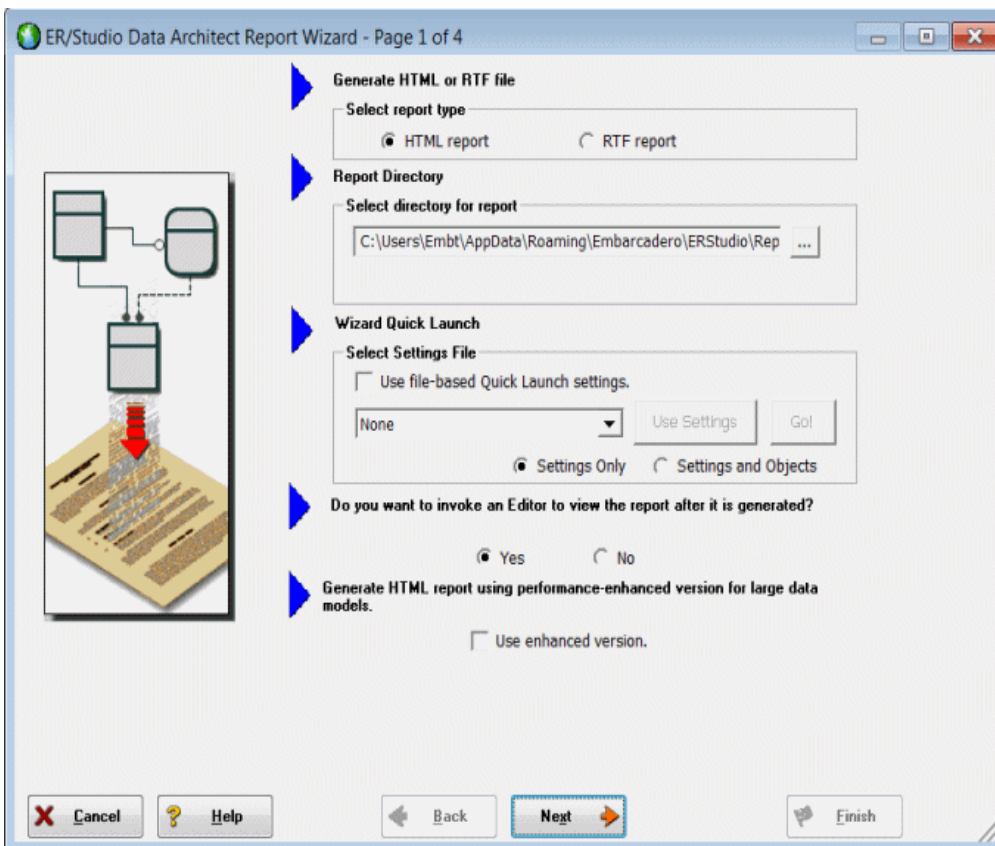 ER/Studio Data Architect Report Wizard - Page 1 of 4
Generate HTML or RTF file
Select report type
HTML report
RTF report
Report Directory
Select directory for report
C:\Users\Embt\AppData\Roaming\Embarcadero\ERStudio\Rep
...
Wizard Quick Launch
Select Settings File
Use file-based Quick Launch settings.
None
Use Settings
Go!
Settings Only
Settings and Objects
Do you want to invoke an Editor to view the report after it is generated?
Yes
No
Generate HTML report using performance-enhanced version for large data
models.
Use enhanced version.
Cancel
Help
Back
Next
Finish